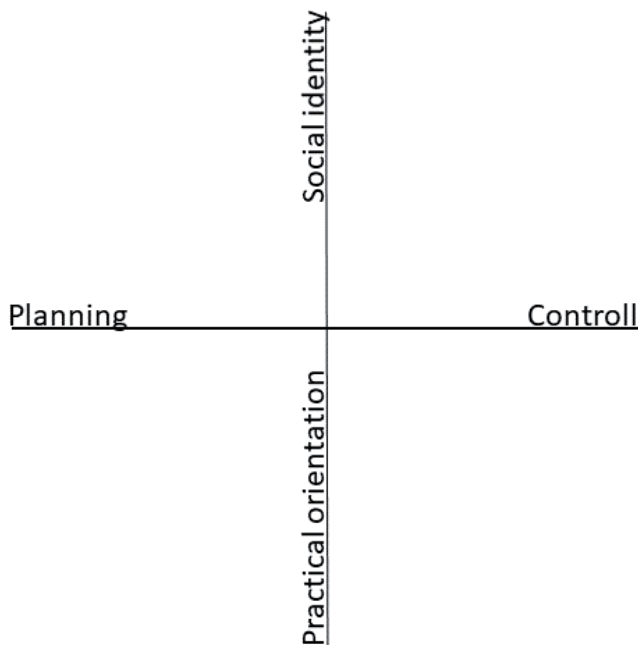 Social identity
Planning
Controll
Practical orientation